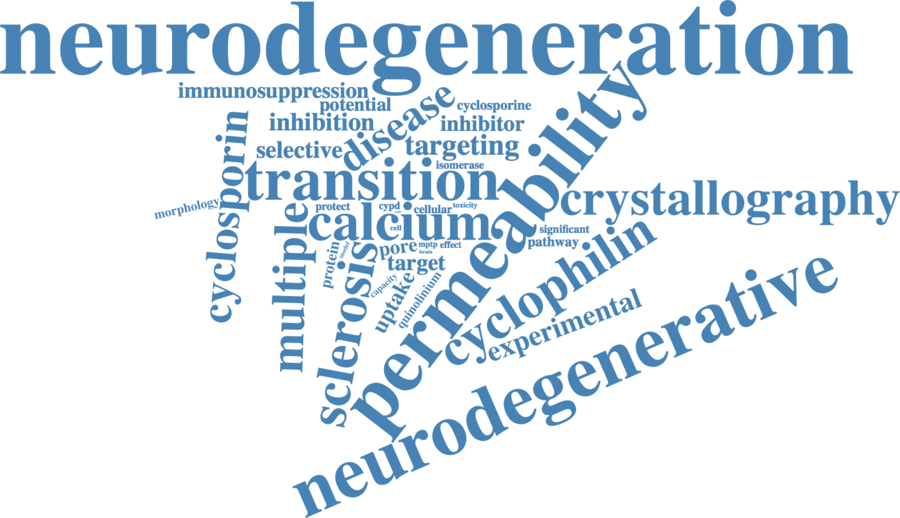 neurodegeneration
immunosuppression
potential
disease
cyclosporine
inhibition
inhibitor
cyclosporin
selective
targeting
permeability
isomerase
transition
crystallography
morphology
protect
cypd
cellular
toxicity
multiple
calcium
cell
significant
pathway
protein
model
sclerosis
pore
mptp
effect
brain
target
cyclophilin
capacity
uptake
quinolinium
experimental
neurodegenerative